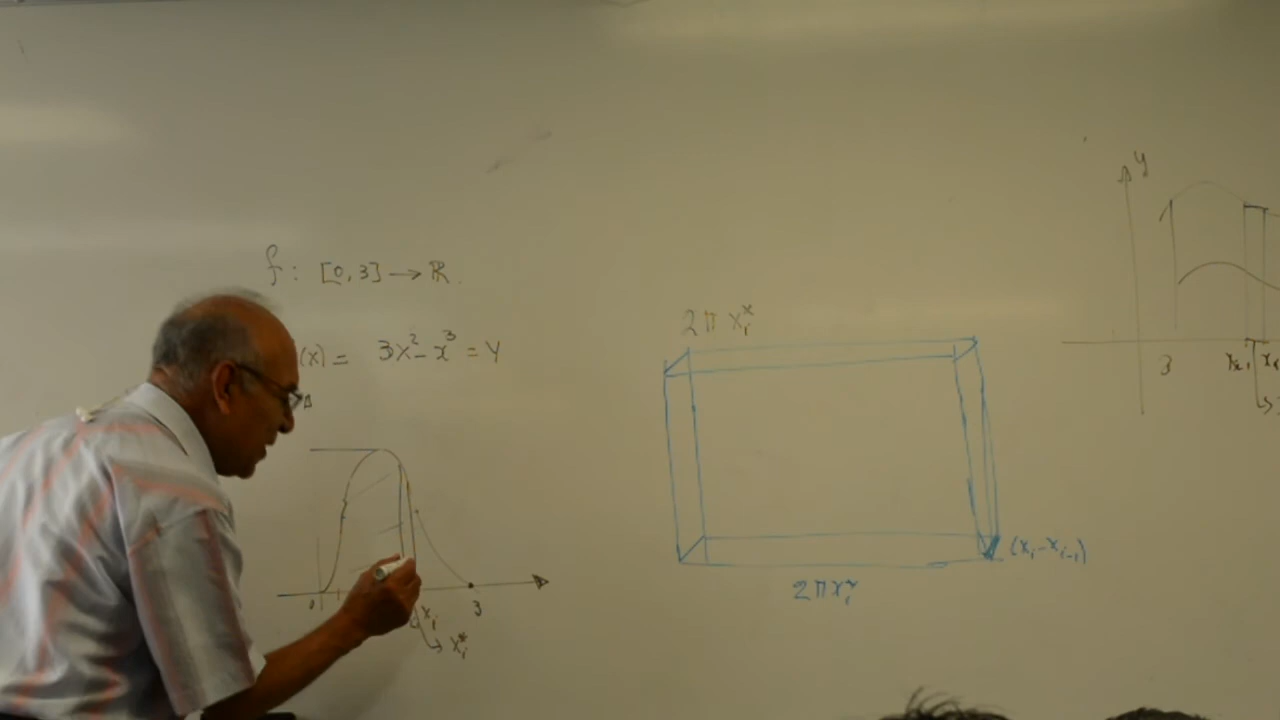 f: [0,3] → ℝ.
(x) = 3x² - x³ = y
0
xᵢ
3
xᵢ*
2π xᵢ*
(xᵢ - xᵢ₋₁)
2π xᵢ*
y
3